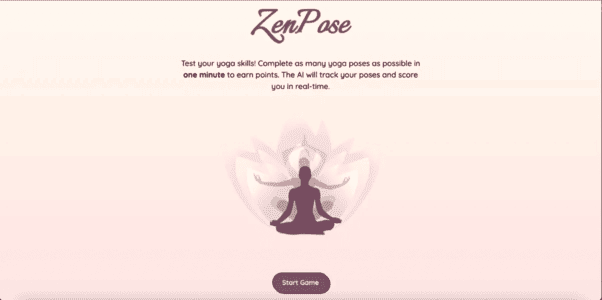 ZenPose
Test your yoga skills! Complete as many yoga poses as possible in
one minute to earn points. The AI will track your poses and score
you in real-time.
Start Game